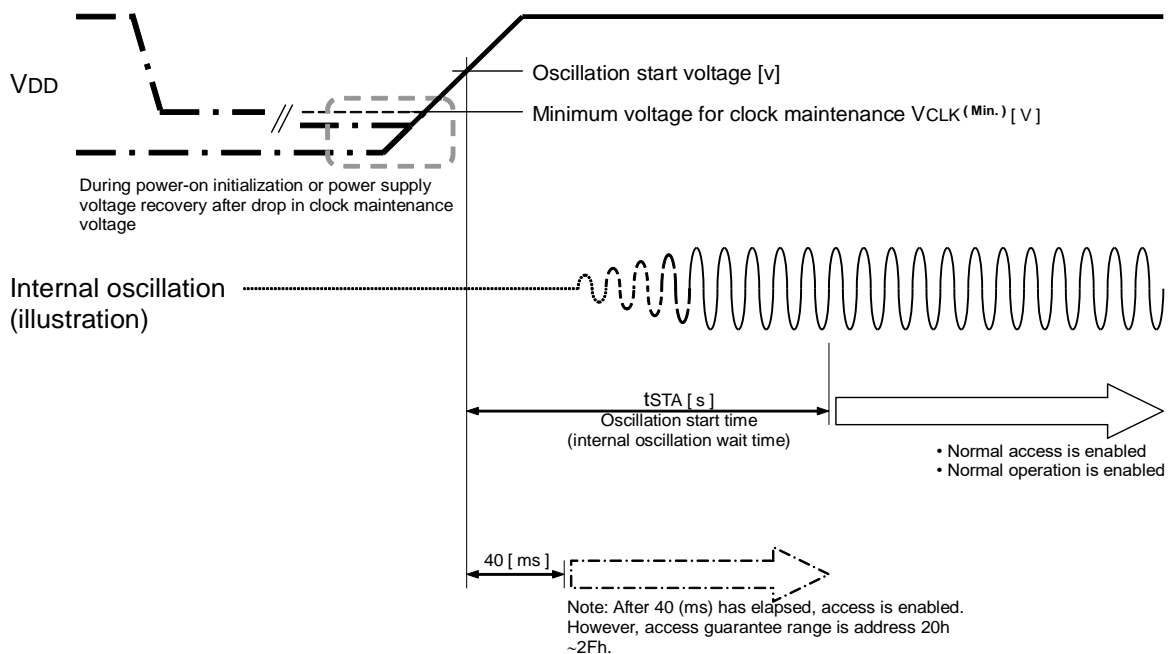 Oscillation start voltage [v]
VDD
Minimum voltage for clock maintenance VCLK(Min.) [ V ]
During power-on initialization or power supply
voltage recovery after drop in clock maintenance
voltage
Internal oscillation
(illustration)
tSTA [ s ]
Oscillation start time
(internal oscillation wait time)
• Normal access is enabled
• Normal operation is enabled
40 [ ms ]
Note: After 40 (ms) has elapsed, access is enabled.
However, access guarantee range is address 20h
~2Fh.